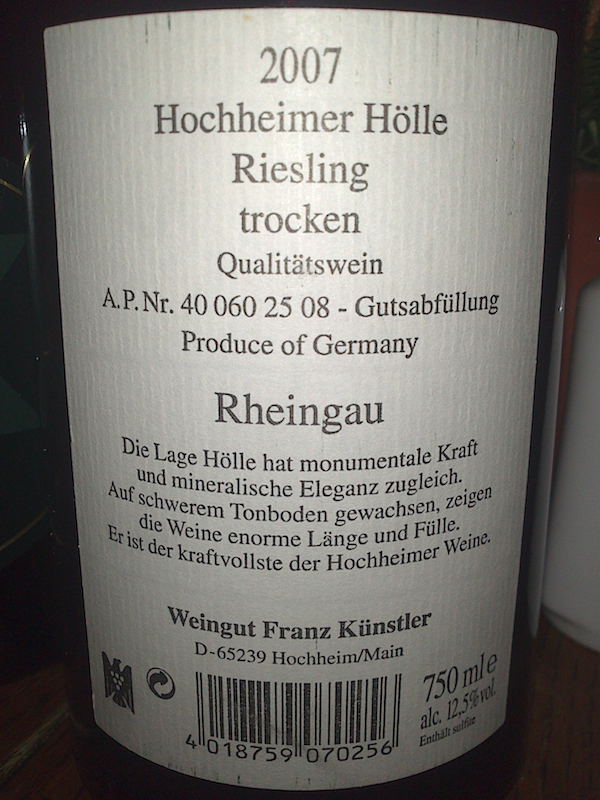 2007
Hochheimer Hölle
Riesling
trocken
Qualitätswein
A.P.Nr. 40 060 25 08 - Gutsabfüllung
Produce of Germany
Rheingau
Die Lage Hölle hat monumentale Kraft
und mineralische Eleganz zugleich.
Auf schwerem Tonboden gewachsen, zeigen
die Weine enorme Länge und Fülle.
Er ist der kraftvollste der Hochheimer Weine.
Weingut Franz Künstler
D-65239 Hochheim/Main
750 ml e
alc. 12,5% vol.
Enthält sulfite
4 018759 070256